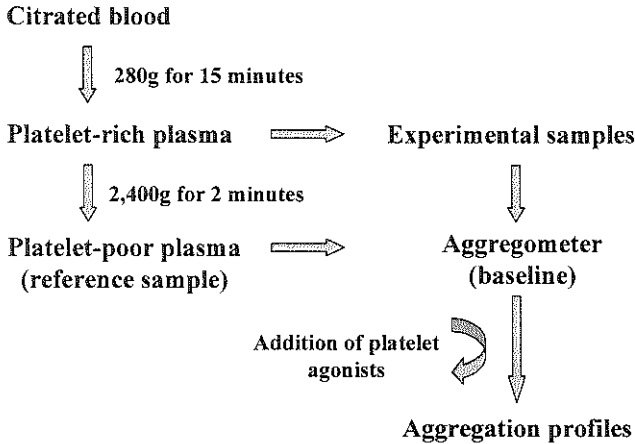 Citrated blood
280g for 15 minutes
Platelet-rich plasma
Experimental samples
2,400g for 2 minutes
Platelet-poor plasma
(reference sample)
Aggregometer
(baseline)
Addition of platelet
agonists
Aggregation profiles